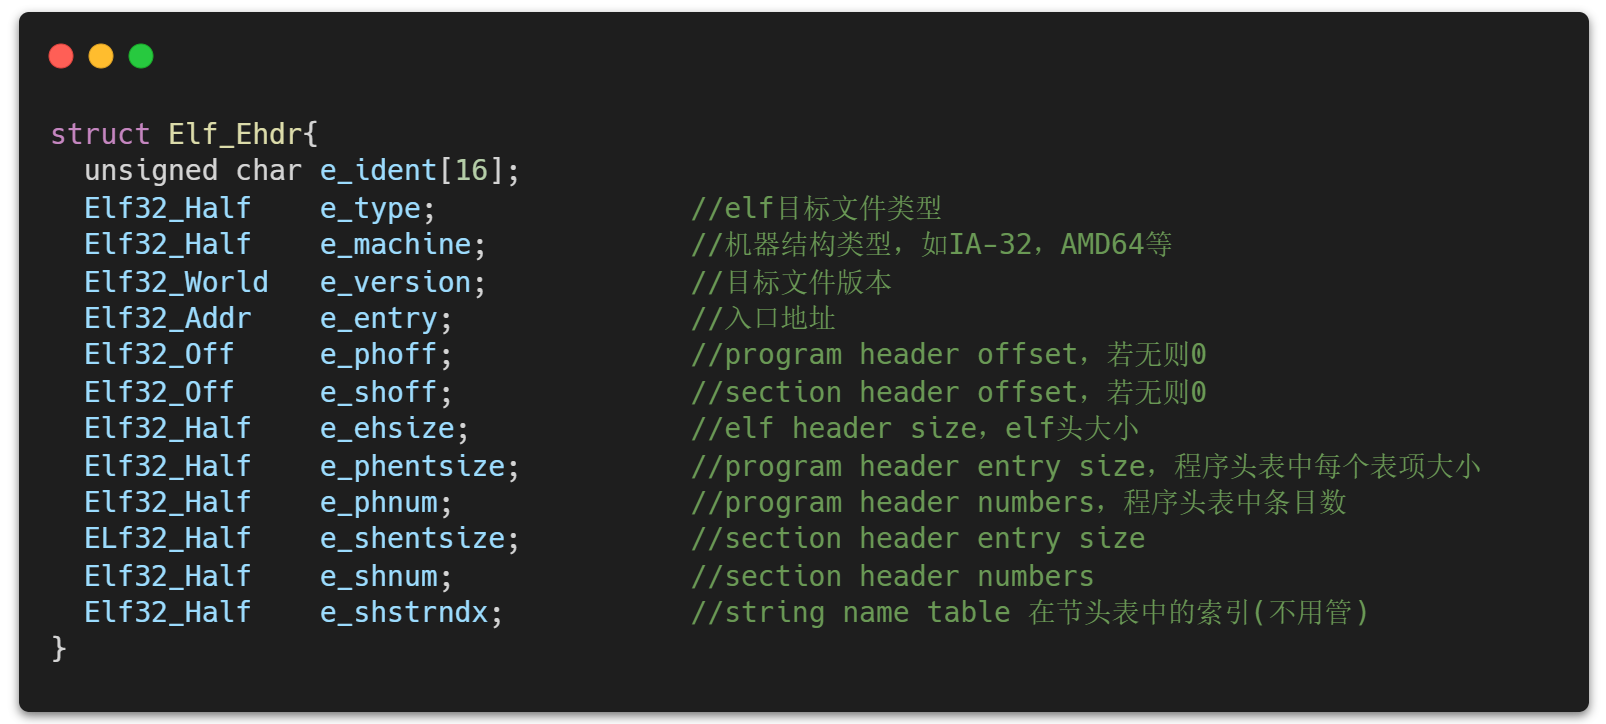 struct Elf_Ehdr{
  unsigned char e_ident[16];
  Elf32_Half    e_type;               //elf目标文件类型
  Elf32_Half    e_machine;            //机器结构类型，如IA-32，AMD64等
  Elf32_World   e_version;            //目标文件版本
  Elf32_Addr    e_entry;              //入口地址
  Elf32_Off     e_phoff;              //program header offset，若无则0
  Elf32_Off     e_shoff;              //section header offset，若无则0
  Elf32_Half    e_ehsize;             //elf header size，elf头大小
  Elf32_Half    e_phentsize;          //program header entry size，程序头表中每个表项大小
  Elf32_Half    e_phnum;              //program header numbers，程序头表中条目数
  ELf32_Half    e_shentsize;          //section header entry size
  Elf32_Half    e_shnum;              //section header numbers
  Elf32_Half    e_shstrndx;           //string name table 在节头表中的索引(不用管)
}